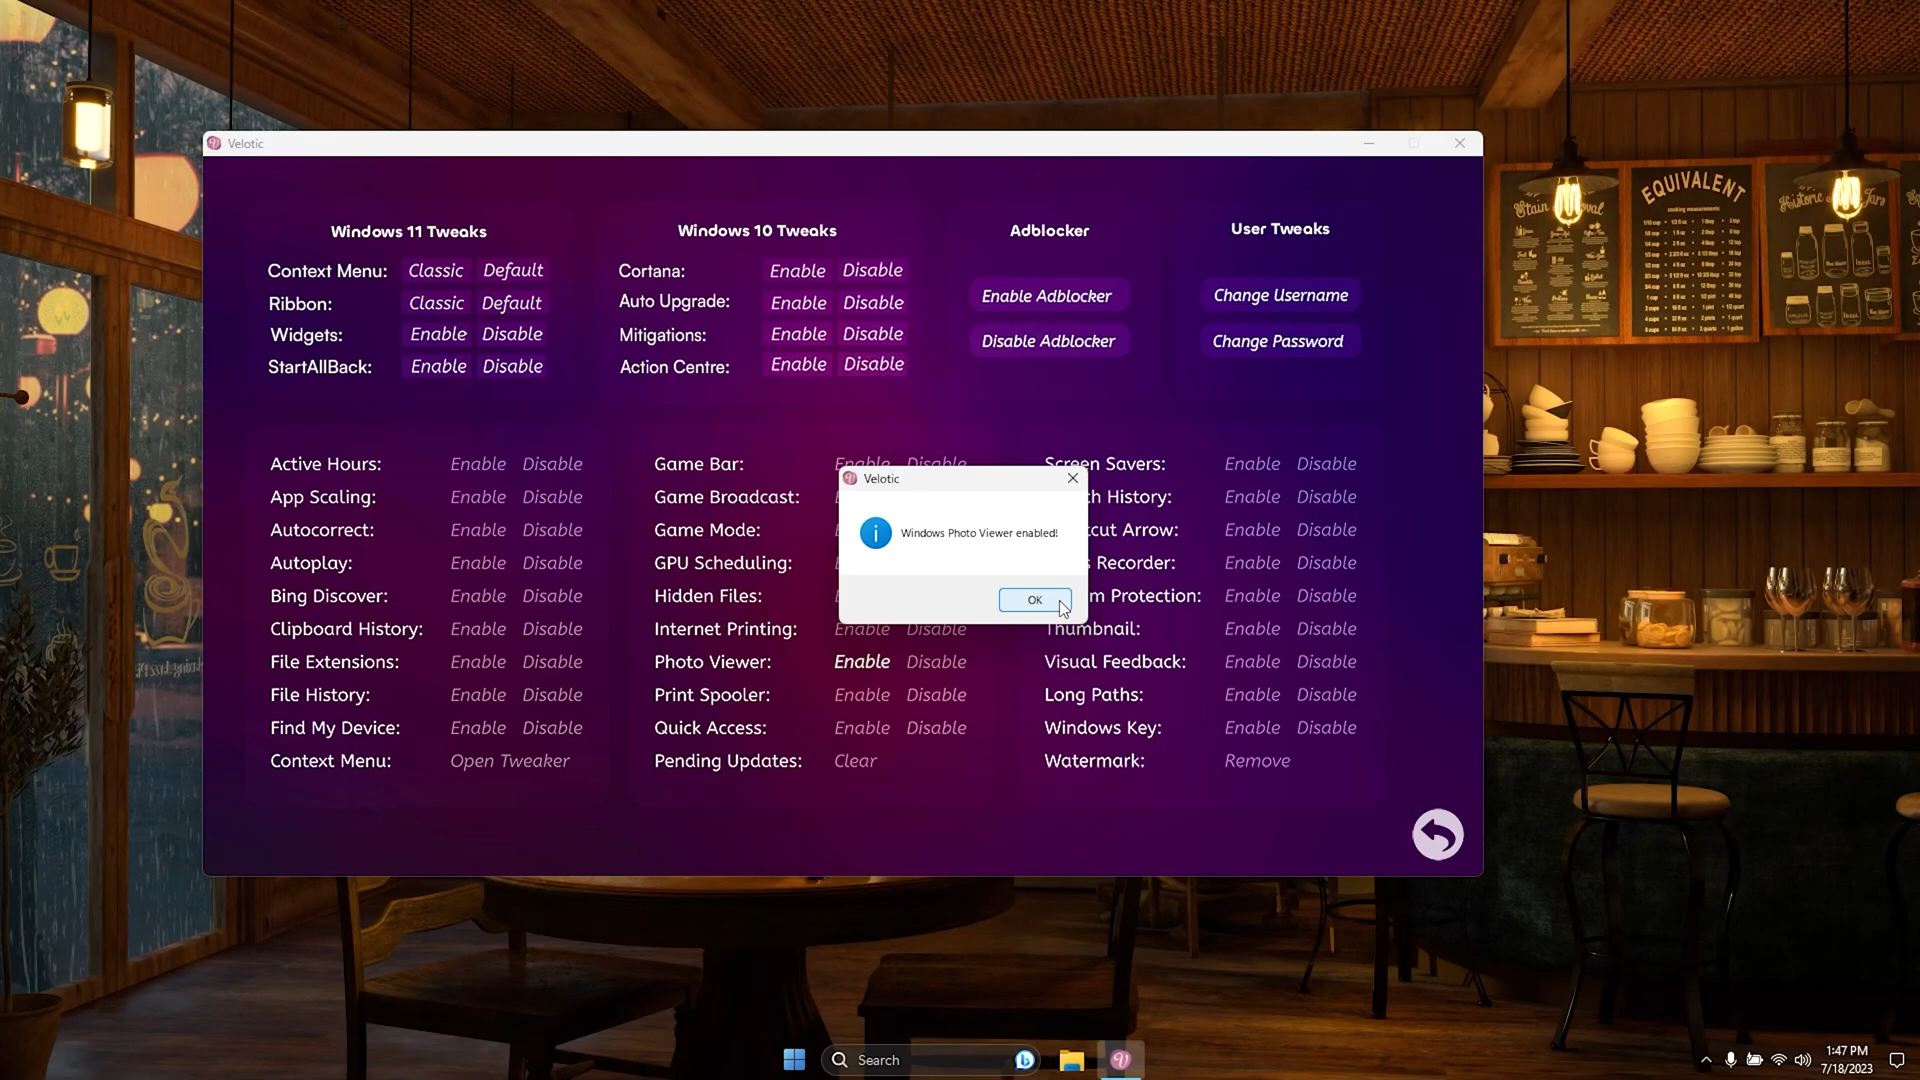 Velotic
Windows 11 Tweaks
Context Menu: Classic Default
Ribbon: Classic Default
Widgets: Enable Disable
StartAllBack: Enable Disable
Windows 10 Tweaks
Cortana: Enable Disable
Auto Upgrade: Enable Disable
Mitigations: Enable Disable
Action Centre: Enable Disable
Adblocker
Enable Adblocker
Disable Adblocker
User Tweaks
Change Username
Change Password
Active Hours: Enable Disable
App Scaling: Enable Disable
Autocorrect: Enable Disable
Autoplay: Enable Disable
Bing Discover: Enable Disable
Clipboard History: Enable Disable
File Extensions: Enable Disable
File History: Enable Disable
Find My Device: Enable Disable
Context Menu: Open Tweaker
Game Bar: Enable Disable
Game Broadcast:
Game Mode:
GPU Scheduling:
Hidden Files:
Internet Printing: Enable Disable
Photo Viewer: Enable Disable
Print Spooler: Enable Disable
Quick Access: Enable Disable
Pending Updates: Clear
Screen Savers: Enable Disable
History: Enable Disable
Arrow: Enable Disable
Recorder: Enable Disable
Protection: Enable Disable
Thumbnail: Enable Disable
Visual Feedback: Enable Disable
Long Paths: Enable Disable
Windows Key: Enable Disable
Watermark: Remove
Velotic
Windows Photo Viewer enabled!
OK
EQUIVALENT
cooking measurements
Search
1:47 PM
7/18/2023